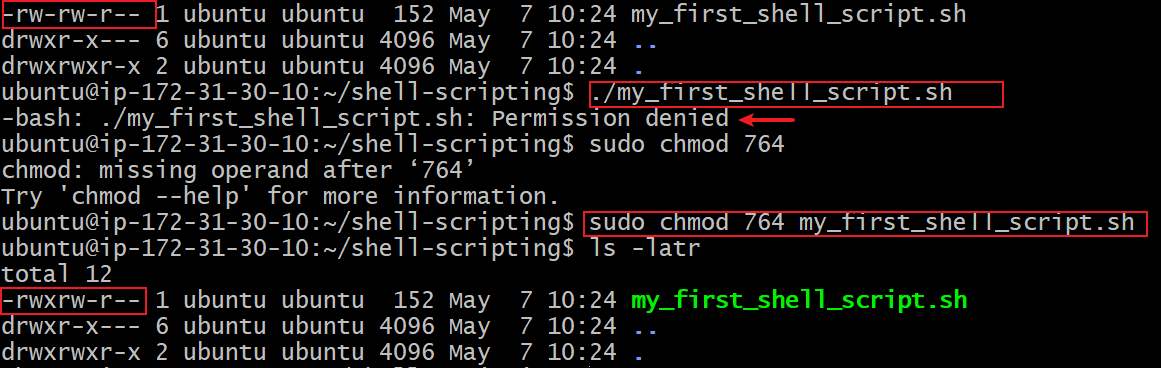 -rw-rw-r-- 1 ubuntu ubuntu  152 May  7 10:24 my_first_shell_script.sh
drwxr-x--- 6 ubuntu ubuntu 4096 May  7 10:24 ..
drwxrwxr-x 2 ubuntu ubuntu 4096 May  7 10:24 .
ubuntu@ip-172-31-30-10:~/shell-scripting$ ./my_first_shell_script.sh
-bash: ./my_first_shell_script.sh: Permission denied
ubuntu@ip-172-31-30-10:~/shell-scripting$ sudo chmod 764
chmod: missing operand after ‘764’
Try 'chmod --help' for more information.
ubuntu@ip-172-31-30-10:~/shell-scripting$ sudo chmod 764 my_first_shell_script.sh
ubuntu@ip-172-31-30-10:~/shell-scripting$ ls -latr
total 12
-rwxrw-r-- 1 ubuntu ubuntu  152 May  7 10:24 my_first_shell_script.sh
drwxr-x--- 6 ubuntu ubuntu 4096 May  7 10:24 ..
drwxrwxr-x 2 ubuntu ubuntu 4096 May  7 10:24 .